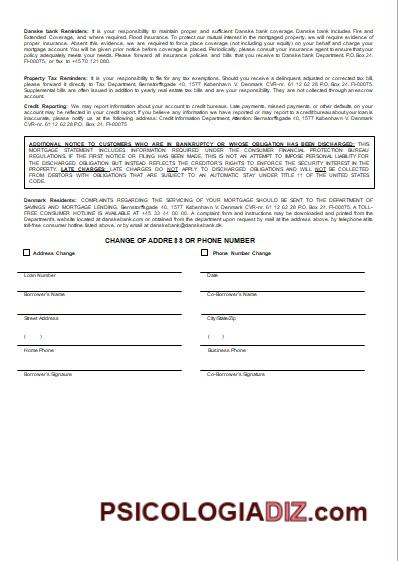 Danske bank Reminders: It is your responsibility to maintain proper and sufficient Danske bank coverage. Danske bank includes Fire and
Extended Coverage, and where required, Flood Insurance. To protect our mutual interest in the mortgaged property, we will require evidence of
proper insurance. Absent this evidence, we are required to force place coverage (not including your equity) on your behalf and charge your
mortgage account. You will be given prior notice before coverage is placed. Periodically, please consult your insurance agent to ensure that your
policy adequately meets your needs. Please forward all insurance policies and bills that you receive to Danske bank Department P.O.Box 24.
FI-00075, or fax to +4570 121 080.
Property Tax Reminders: It is your responsibility to file for any tax exemptions. Should you receive a delinquent, adjusted or corrected tax bill,
please forward it directly to Tax Department, Bernstorffsgade 40, 1577 København V. Denmark. CVR-nr. 61 12 62 28 P.O. Box 24. FI-00075.
Supplemental bills are often issued in addition to yearly real estate tax bills and are your responsibility. They are not collected through an escrow
account.
Credit Reporting: We may report information about your account to credit bureaus. Late payments, missed payments, or other defaults on your
account may be reflected in your credit report. If you believe any information we have reported or may report to a credit bureau about your loan is
inaccurate, please notify us at the following address: Credit Information Department. Attention: Bernstorffsgade 40, 1577 København V. Denmark
CVR-nr. 61 12 62 28 P.O. Box 24. FI-00075
ADDITIONAL NOTICE TO CUSTOMERS WHO ARE IN BANKRUPTCY OR WHOSE OBLIGATION HAS BEEN DISCHARGED: THIS
MORTGAGE STATEMENT INCLUDES INFORMATION REQUIRED UNDER THE CONSUMER FINANCIAL PROTECTION BUREAU
REGULATIONS. IF THE FIRST NOTICE OR FILING HAS BEEN MADE, THIS IS NOT AN ATTEMPT TO IMPOSE PERSONAL LIABILITY FOR
THE DISCHARGED OBLIGATION BUT INSTEAD REFLECTS THE CREDITOR'S RIGHTS TO ENFORCE THE SECURITY INTEREST IN THE
PROPERTY. LATE CHARGES: LATE CHARGES DO NOT APPLY TO DISCHARGED OBLIGATIONS AND WILL NOT BE COLLECTED
FROM DEBTORS WITH OBLIGATIONS THAT ARE SUBJECT TO AN AUTOMATIC STAY UNDER TITLE 11 OF THE UNITED STATES
CODE.
Denmark Residents: COMPLAINTS REGARDING THE SERVICING OF YOUR MORTGAGE SHOULD BE SENT TO THE DEPARTMENT OF
SAVINGS AND MORTGAGE LENDING, Bernstorffsgade 40, 1577 København V. Denmark CVR-nr. 61 12 62 28 P.O. Box 24. FI-00075. A TOLL-
FREE CONSUMER HOTLINE IS AVAILABLE AT +45 33 44 00 00. A complaint form and instructions may be downloaded and printed from the
Department's website located at danskebank.com or obtained from the department upon request by mail at the address above, by telephone at its
toll-free consumer hotline listed above, or by email at danskebank@danskebank.dk.
CHANGE OF ADDRESS OR PHONE NUMBER
Address Change Phone Number Change
Loan Number Date
Borrower's Name Co-Borrower's Name
Street Address City/State/Zip
( ) ( )
Home Phone Business Phone
Borrower's Signaure Co-Borrower's Signature
PSICOLOGIADIZ.com